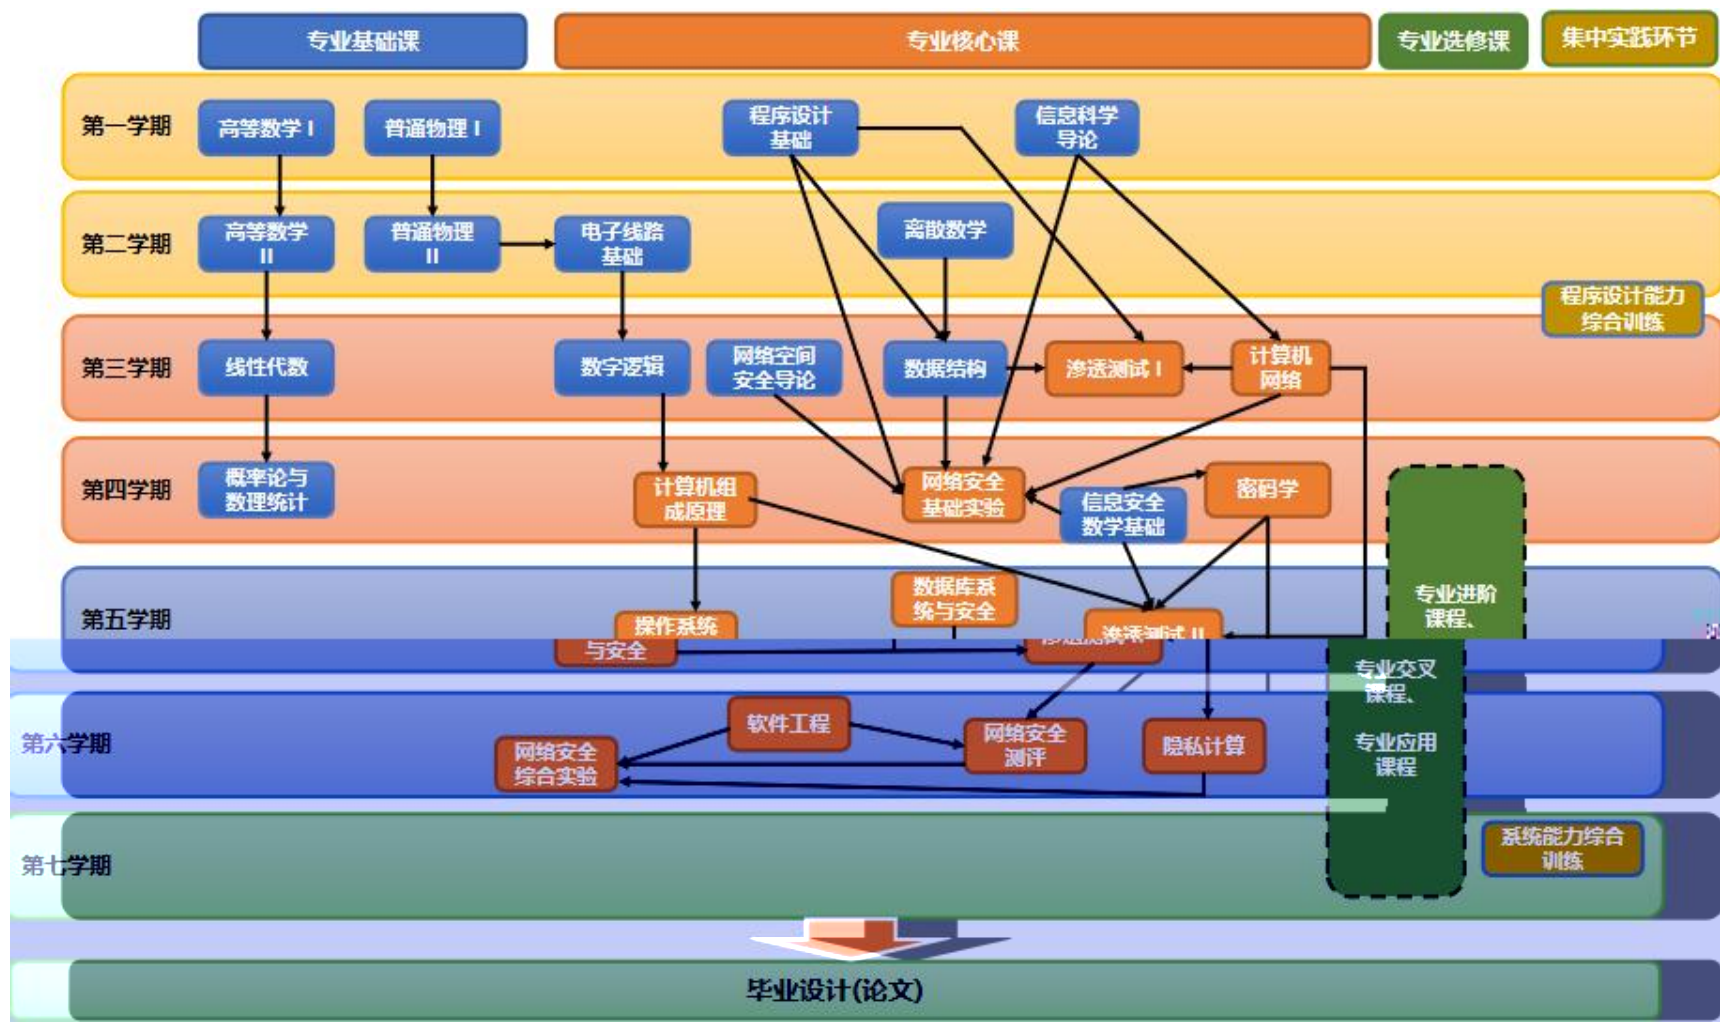 专业基础课
专业核心课
专业选修课
集中实践环节
第一学期
高等数学 I
普通物理 I
程序设计
基础
信息科学
导论
第二学期
高等数学
II
普通物理
II
电子线路
基础
离散数学
程序设计能力
综合训练
第三学期
线性代数
数字逻辑
网络空间
安全导论
数据结构
渗透测试 I
计算机
网络
第四学期
概率论与
数理统计
计算机组
成原理
网络安全
基础实验
信息安全
数学基础
密码学
第五学期
操作系统
与安全
数据库系
统与安全
渗透测试 II
专业进阶
课程、
专业交叉
课程、
专业应用
课程
第六学期
网络安全
综合实验
软件工程
网络安全
测评
隐私计算
第七学期
系统能力综合
训练
毕业设计(论文)